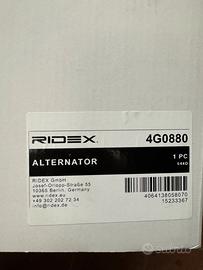 RIDEX
4G0880
ALTERNATOR
1 PC
RIDEX GmbH
Josef-Orlopp-Straße 55
10365 Berlin, Germany
www.ridex.eu
+49 302 202 72 34
info@ridex.de
4064138058070
15233367
subito